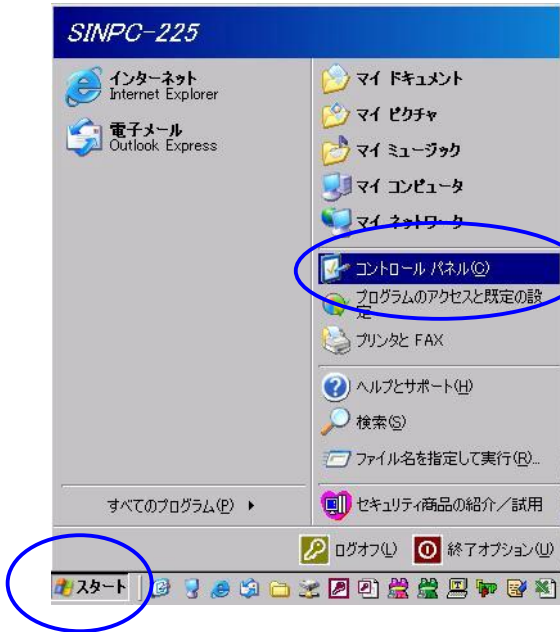 SINPC-225
インターネット
Internet Explorer
電子メール
Outlook Express
すべてのプログラム(P)
マイ ドキュメント
マイ ピクチャ
マイ ミュージック
マイ コンピュータ
マイ ネットワーク
コントロール パネル(C)
プログラムのアクセスと既定の設
定
プリンタと FAX
ヘルプとサポート(H)
検索(S)
ファイル名を指定して実行(R)...
セキュリティ商品の紹介／試用
ログオフ(L)
終了オプション(U)
スタート